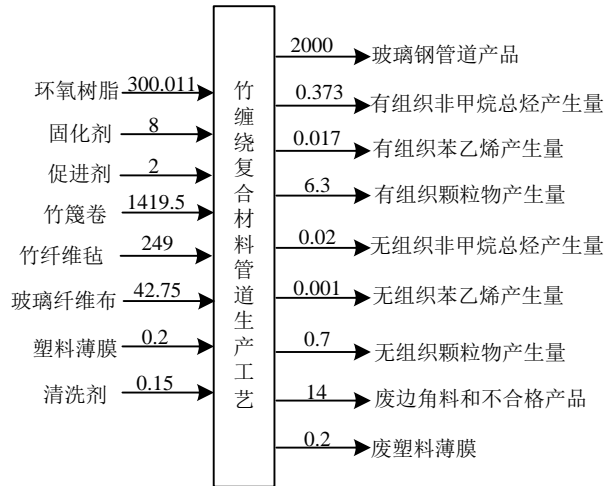 环氧树脂 300.011
固化剂 8
促进剂 2
竹篾卷 1419.5
竹纤维毡 249
玻璃纤维布 42.75
塑料薄膜 0.2
清洗剂 0.15
竹缠绕复合材料管道生产工艺
2000 玻璃钢管道产品
0.373 有组织非甲烷总烃产生量
0.017 有组织苯乙烯产生量
6.3 有组织颗粒物产生量
0.02 无组织非甲烷总烃产生量
0.001 无组织苯乙烯产生量
0.7 无组织颗粒物产生量
14 废边角料和不合格产品
0.2 废塑料薄膜